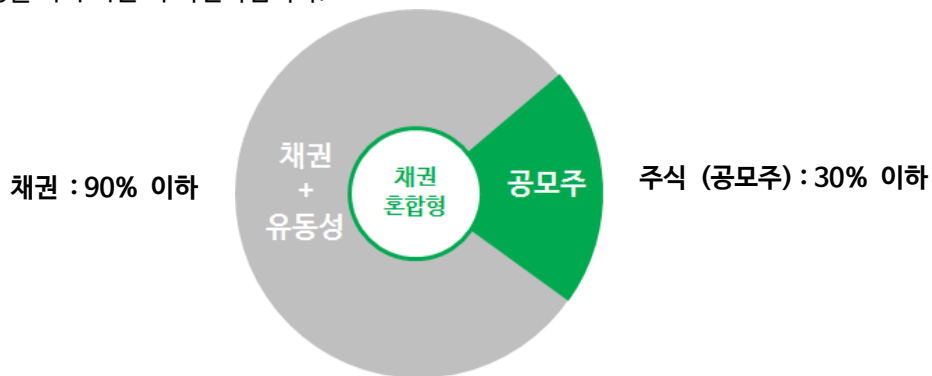 채권 : 90% 이하
채권
+
유동성
채권
혼합형
공모주
주식 (공모주) : 30% 이하